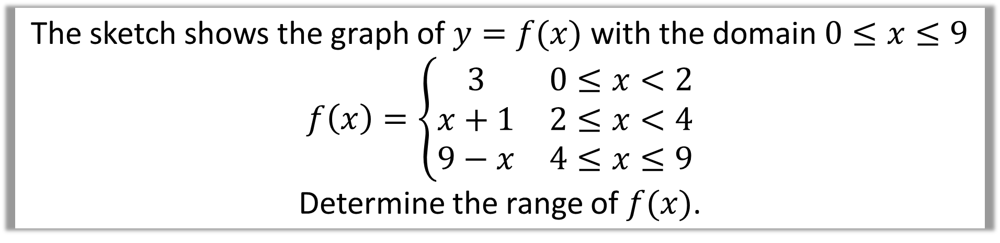 The sketch shows the graph of y = f(x) with the domain 0 ≤ x ≤ 9
f(x) = { 3 0 ≤ x < 2
x + 1 2 ≤ x < 4
9 − x 4 ≤ x ≤ 9
Determine the range of f(x).